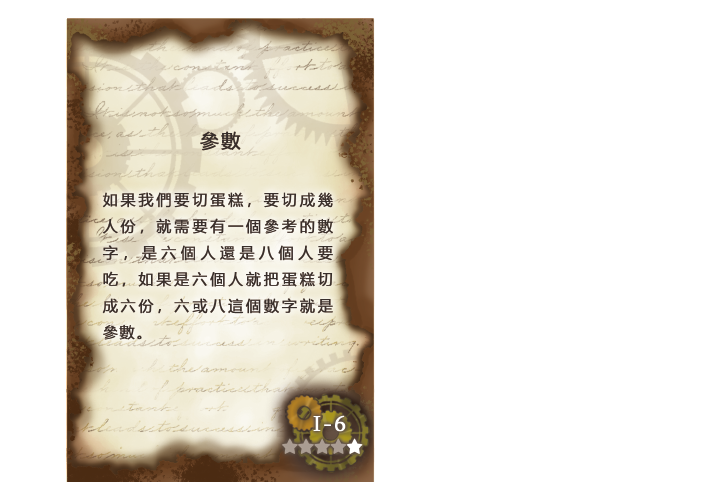 參數
如果我們要切蛋糕，要切成幾
人份，就需要有一個參考的數
字，是六個人還是八個人要
吃，如果是六個人就把蛋糕切
成六份，六或八這個數字就是
參數。
I-6